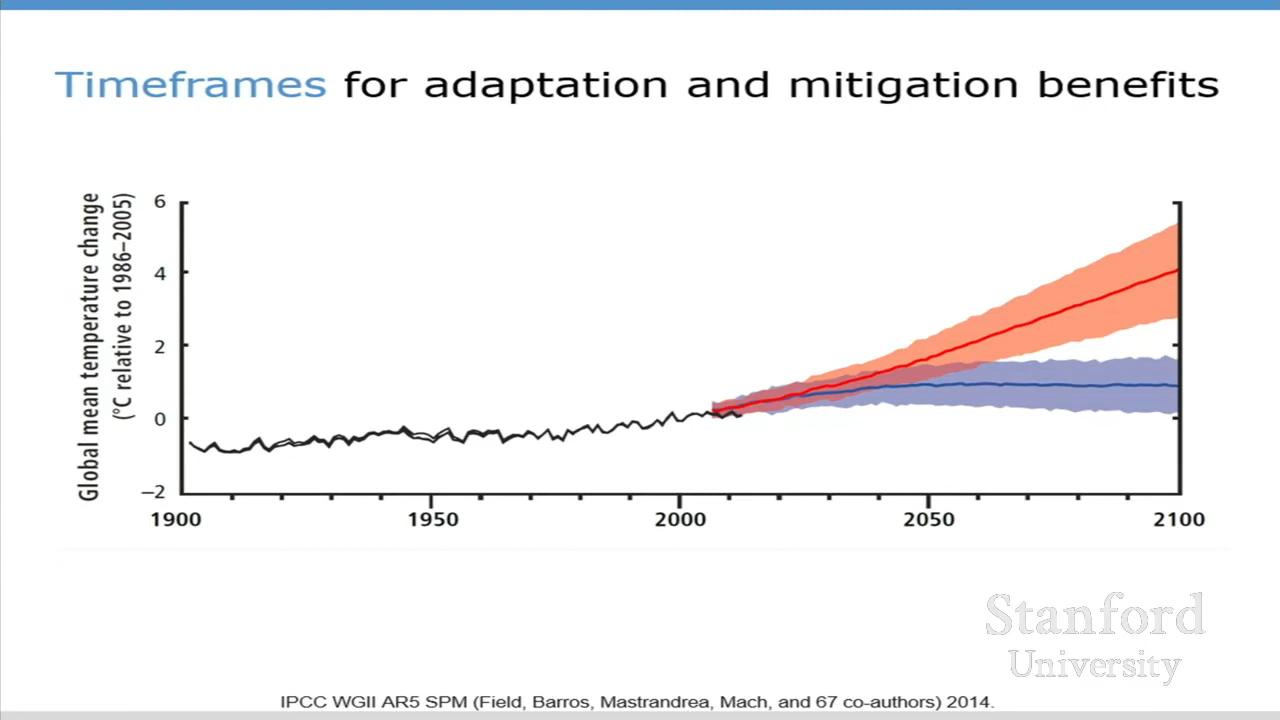 Timeframes for adaptation and mitigation benefits
Global mean temperature change
(°C relative to 1986–2005)
6
4
2
0
–2
1900
1950
2000
2050
2100
Stanford
University
IPCC WGII AR5 SPM (Field, Barros, Mastrandrea, Mach, and 67 co-authors) 2014.